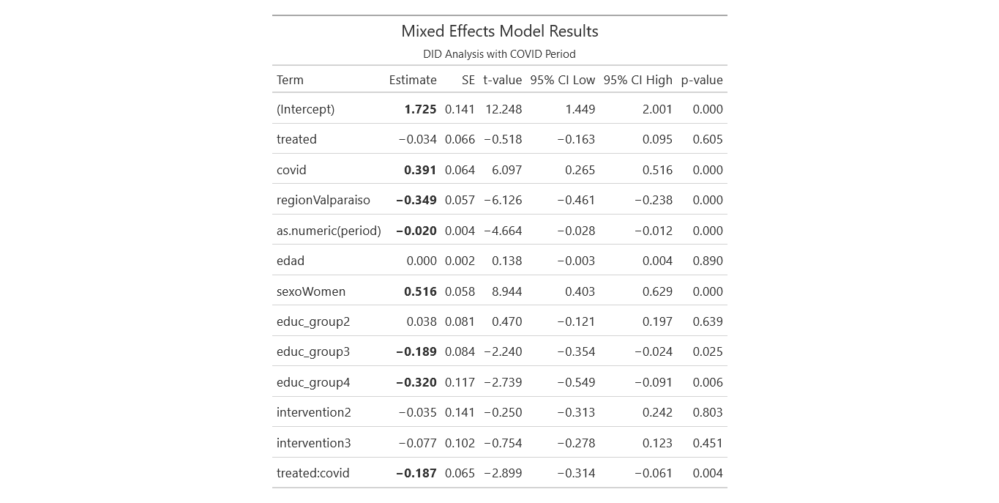 Mixed Effects Model Results
DID Analysis with COVID Period
Term Estimate SE t-value 95% CI Low 95% CI High p-value
(Intercept) 1.725 0.141 12.248 1.449 2.001 0.000
treated −0.034 0.066 −0.518 −0.163 0.095 0.605
covid 0.391 0.064 6.097 0.265 0.516 0.000
regionValparaiso −0.349 0.057 −6.126 −0.461 −0.238 0.000
as.numeric(period) −0.020 0.004 −4.664 −0.028 −0.012 0.000
edad 0.000 0.002 0.138 −0.003 0.004 0.890
sexoWomen 0.516 0.058 8.944 0.403 0.629 0.000
educ_group2 0.038 0.081 0.470 −0.121 0.197 0.639
educ_group3 −0.189 0.084 −2.240 −0.354 −0.024 0.025
educ_group4 −0.320 0.117 −2.739 −0.549 −0.091 0.006
intervention2 −0.035 0.141 −0.250 −0.313 0.242 0.803
intervention3 −0.077 0.102 −0.754 −0.278 0.123 0.451
treated:covid −0.187 0.065 −2.899 −0.314 −0.061 0.004